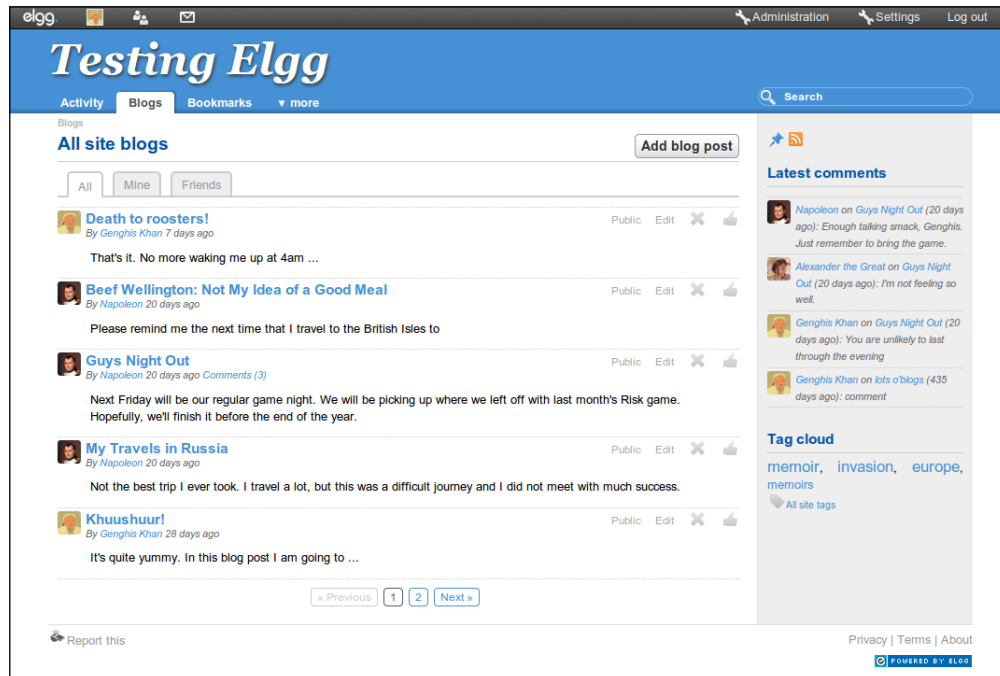 elgg.
Administration Settings Log out
Testing Elgg
Activity Blogs Bookmarks ▼ more
Search
Blogs
All site blogs
Add blog post
All Mine Friends
Death to roosters!
Public Edit
By Genghis Khan 7 days ago
That's it. No more waking me up at 4am ...
Beef Wellington: Not My Idea of a Good Meal
Public Edit
By Napoleon 20 days ago
Please remind me the next time that I travel to the British Isles to
Guys Night Out
Public Edit
By Napoleon 20 days ago Comments (3)
Next Friday will be our regular game night. We will be picking up where we left off with last month's Risk game.
Hopefully, we'll finish it before the end of the year.
My Travels in Russia
Public Edit
By Napoleon 20 days ago
Not the best trip I ever took. I travel a lot, but this was a difficult journey and I did not meet with much success.
Khuushuur!
Public Edit
By Genghis Khan 28 days ago
It's quite yummy. In this blog post I am going to ...
« Previous 1 2 Next »
Latest comments
Napoleon on Guys Night Out (20 days
ago): Enough talking smack, Genghis.
Just remember to bring the game.
Alexander the Great on Guys Night
Out (20 days ago): I'm not feeling so
well.
Genghis Khan on Guys Night Out (20
days ago): You are unlikely to last
through the evening
Genghis Khan on lots o'blogs (435
days ago): comment
Tag cloud
memoir, invasion, europe,
memoirs
All site tags
Report this
Privacy | Terms | About
POWERED BY ELGG